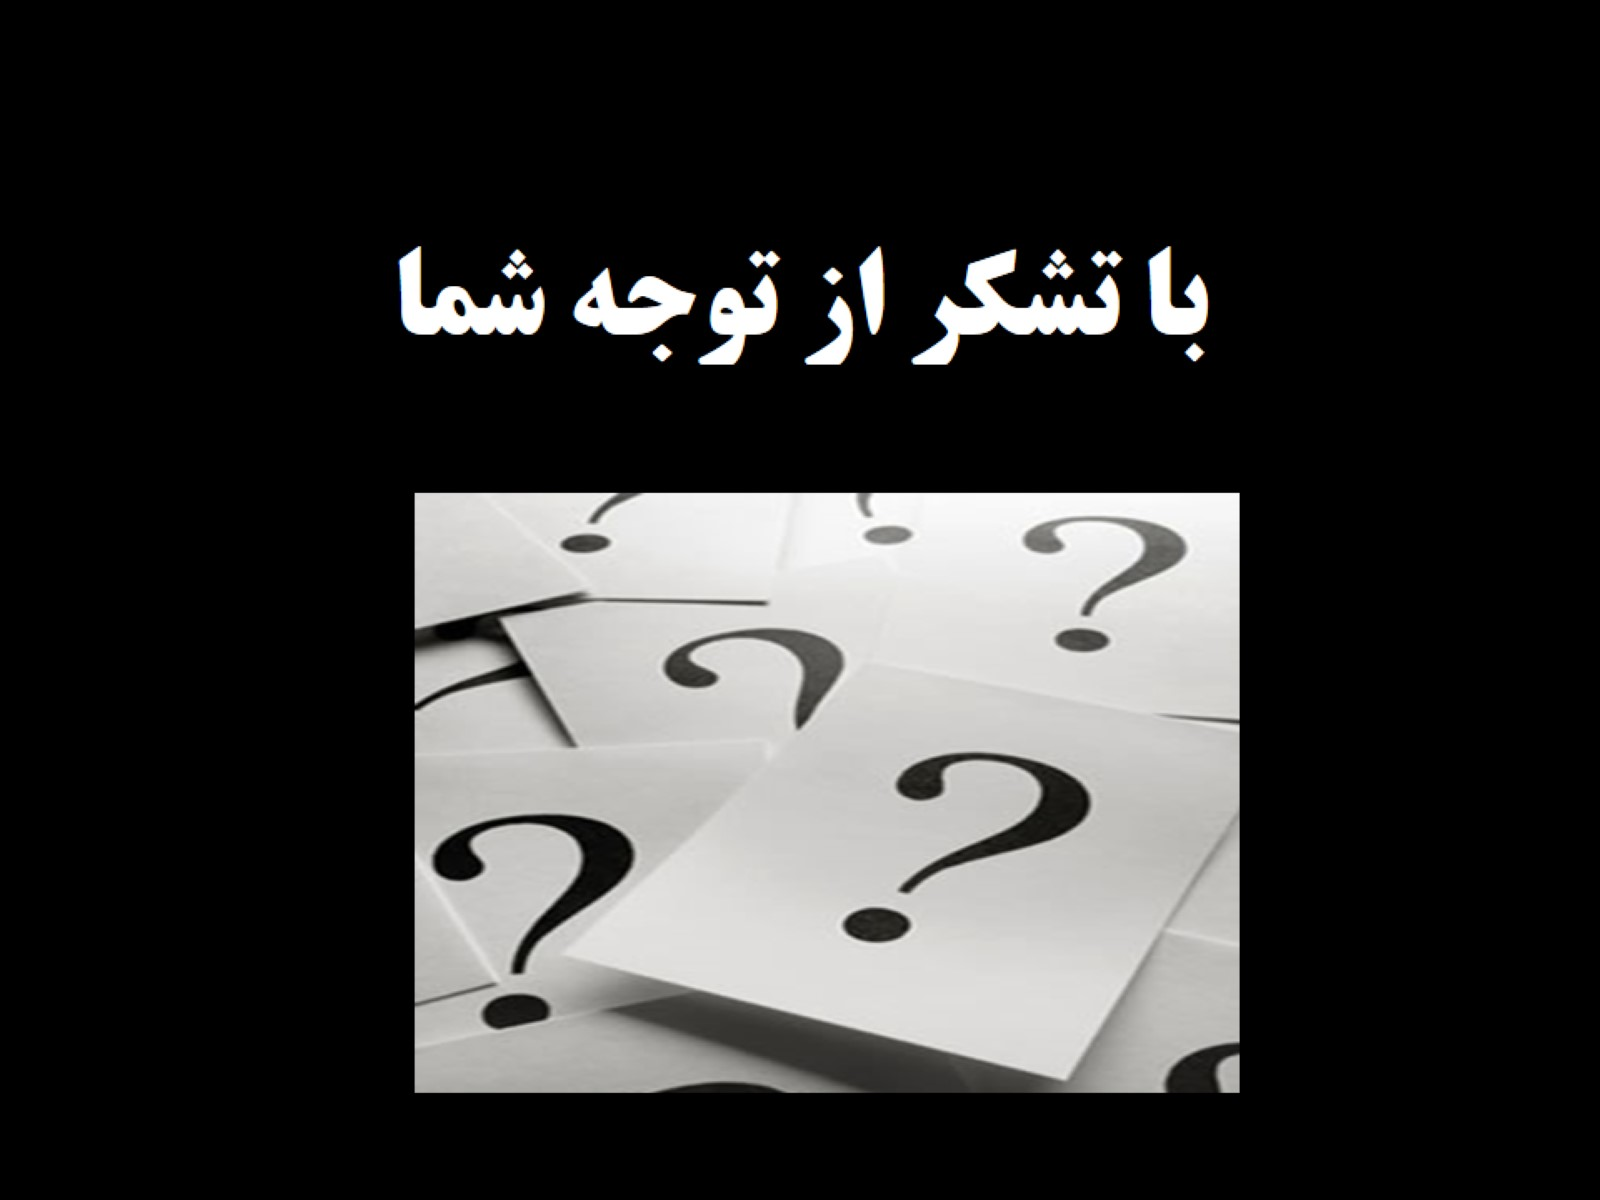 با تشکر از توجه شما
? ? ?
?
? ?